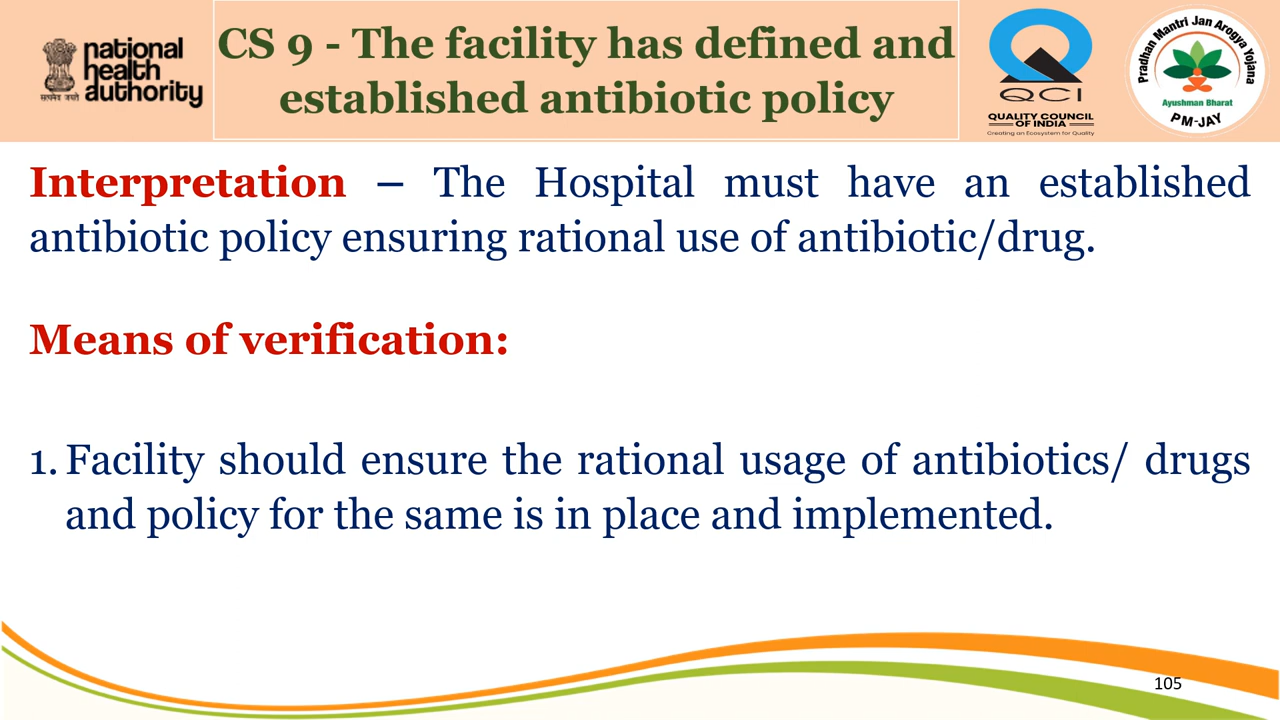 national
health
authority
सत्यमेव जयते
CS 9 - The facility has defined and
established antibiotic policy
QCI
QUALITY COUNCIL
OF INDIA
Creating an Ecosystem for Quality
Pradhan Mantri Jan Arogya Yojana
Ayushman Bharat
PM-JAY
Interpretation – The Hospital must have an established
antibiotic policy ensuring rational use of antibiotic/drug.
Means of verification:
1. Facility should ensure the rational usage of antibiotics/ drugs
and policy for the same is in place and implemented.
105